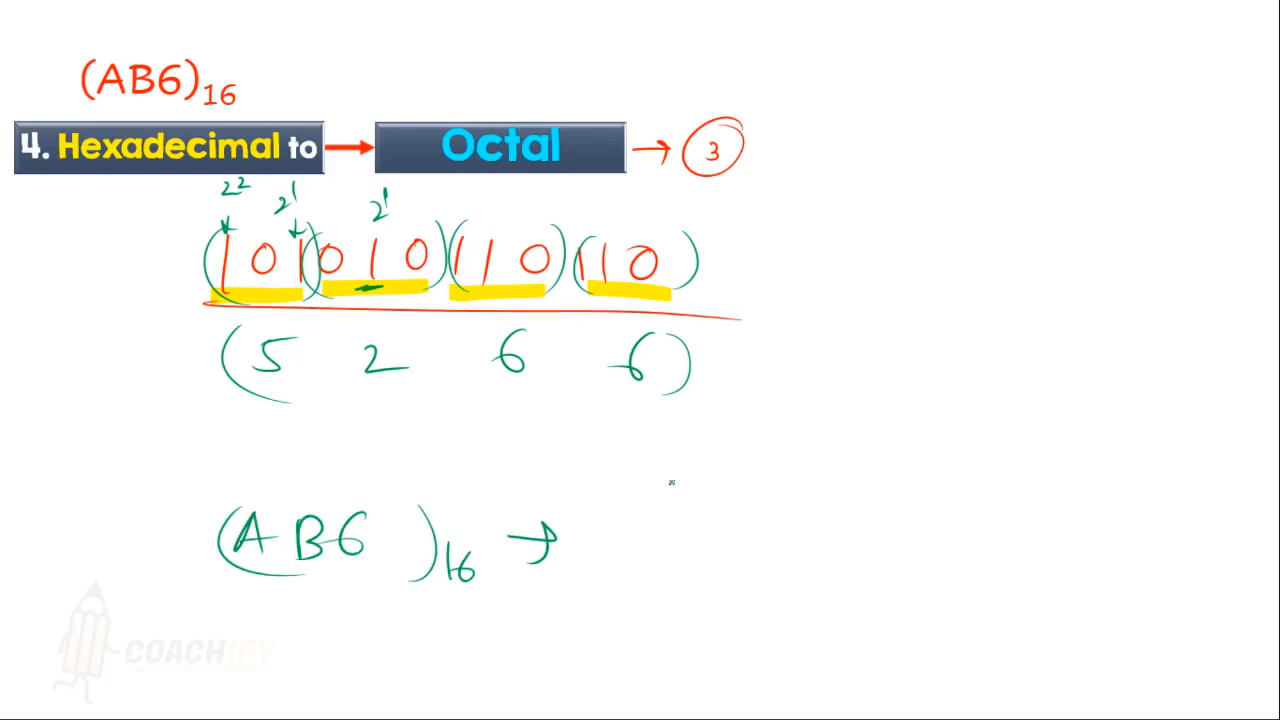 (AB6)₁₆
4. Hexadecimal to → Octal → 3
2² 2¹ 2¹
(101)(010)(110)(110)
(5 2 6 6)
(AB6)₁₆ →
COACHIFY